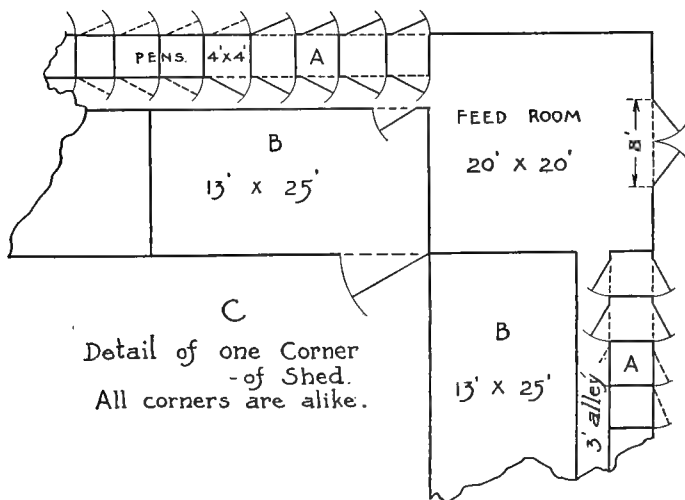 PENS. 4'X4' A
FEED ROOM
20' X 20'
8'
B
13' X 25'
C
Detail of one Corner
- of Shed.
All corners are alike.
B
13' X 25'
3' alley
A